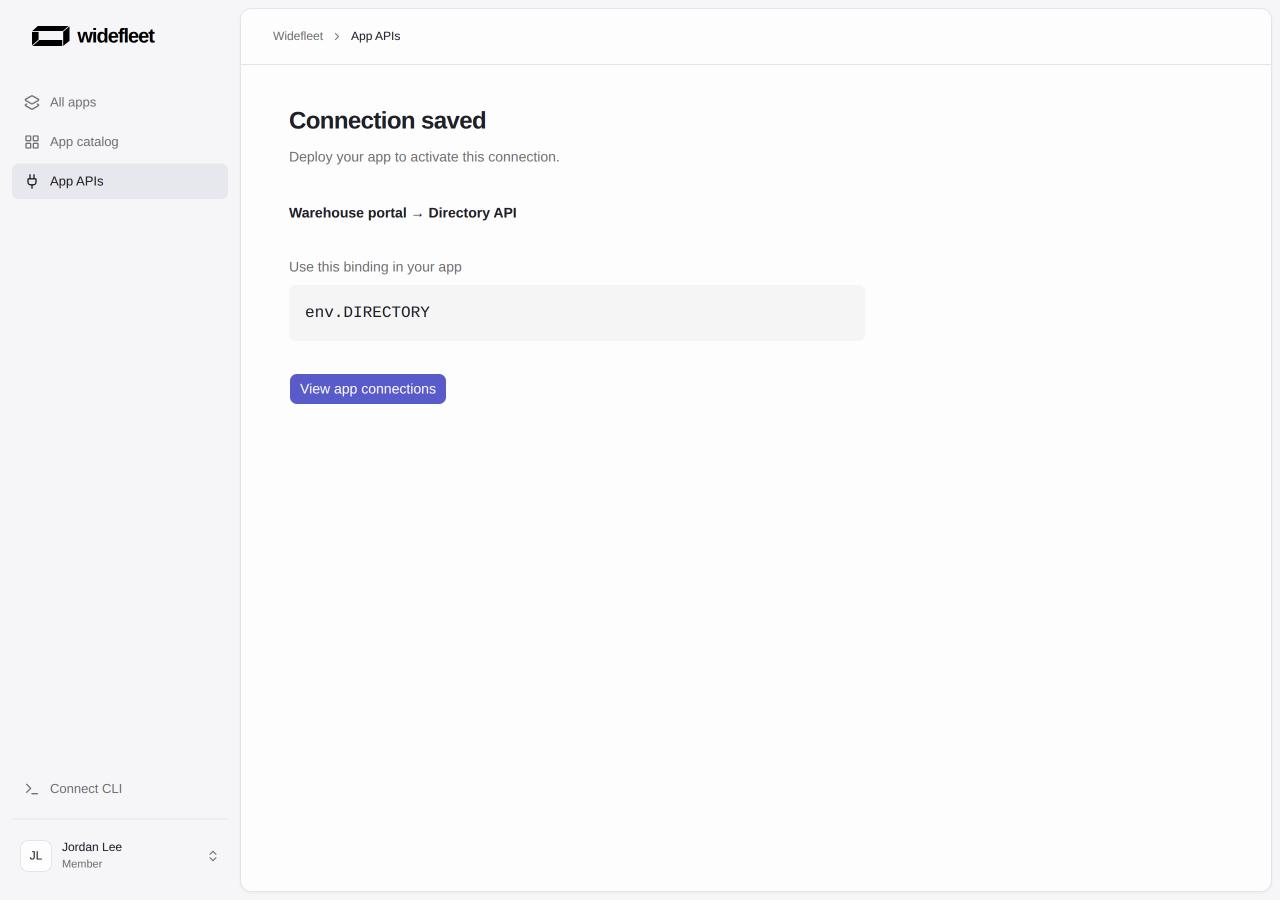 widefleet
All apps
App catalog
App APIs
Connect CLI
JL
Jordan Lee
Member
Widefleet > App APIs
Connection saved
Deploy your app to activate this connection.
Warehouse portal → Directory API
Use this binding in your app
env.DIRECTORY
View app connections